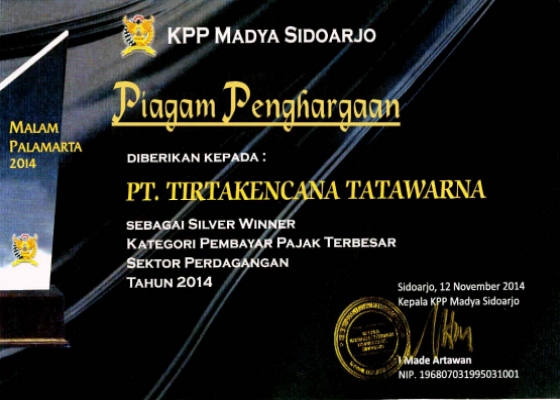 KPP MADYA SIDOARJO
Piagam Penghargaan
MALAM
PALAMARTA
2014
DIBERIKAN KEPADA :
PT. TIRTAKENCANA TATAWARNA
SEBAGAI SILVER WINNER
KATEGORI PEMBAYAR PAJAK TERBESAR
SEKTOR PERDAGANGAN
TAHUN 2014
Sidoarjo, 12 November 2014
Kepala KPP Madya Sidoarjo
I Made Artawan
NIP. 196807031995031001